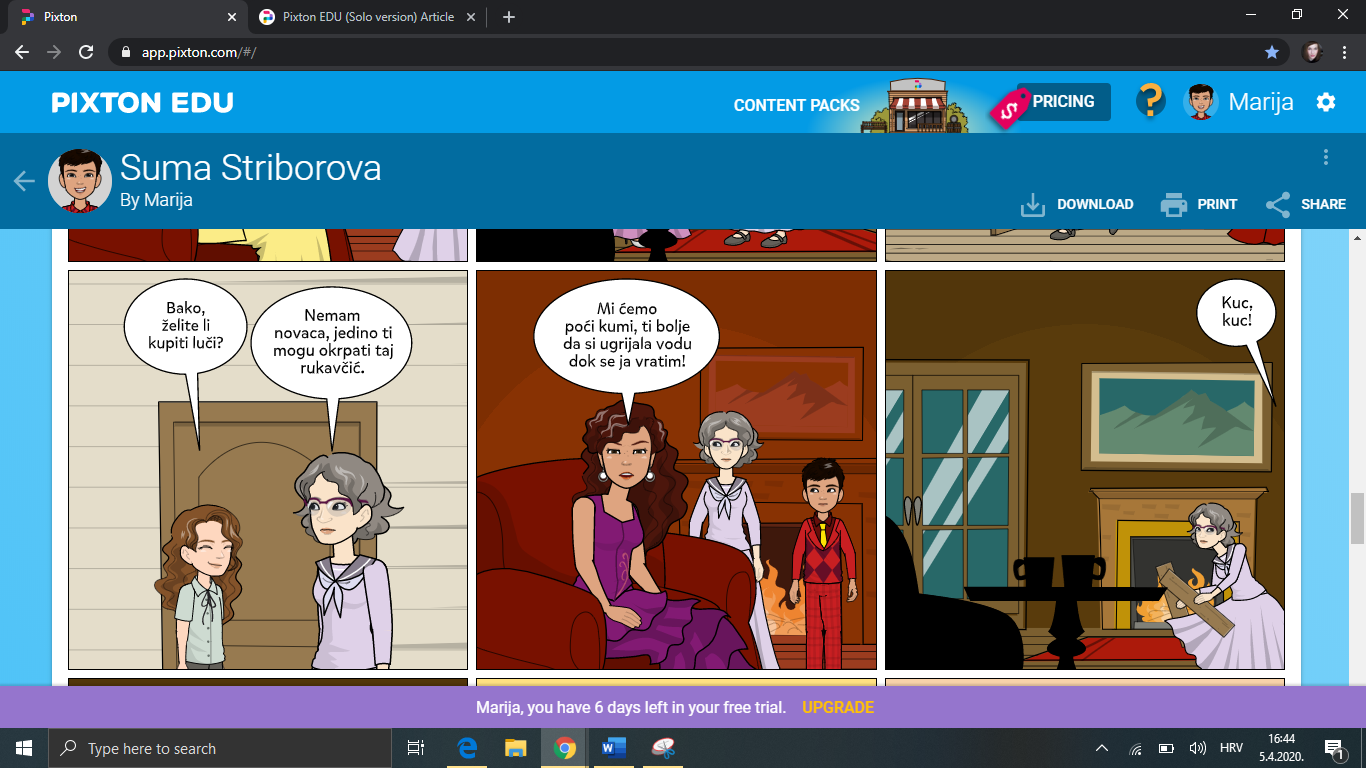 Pixton
Pixton EDU (Solo version) Article
app.pixton.com/#/
PIXTON EDU
CONTENT PACKS
PRICING
?
Marija
Suma Striborova
By Marija
DOWNLOAD
PRINT
SHARE
Bako,
želite li
kupiti luči?
Nemam
novaca, jedino ti
mogu okrpati taj
rukavčić.
Mi ćemo
poći kumi, ti bolje
da si ugrijala vodu
dok se ja vratim!
Kuc,
kuc!
Marija, you have 6 days left in your free trial. UPGRADE
Type here to search
HRV
16:44
5.4.2020.
1